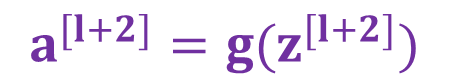 a^[l+2] = g(z^[l+2])